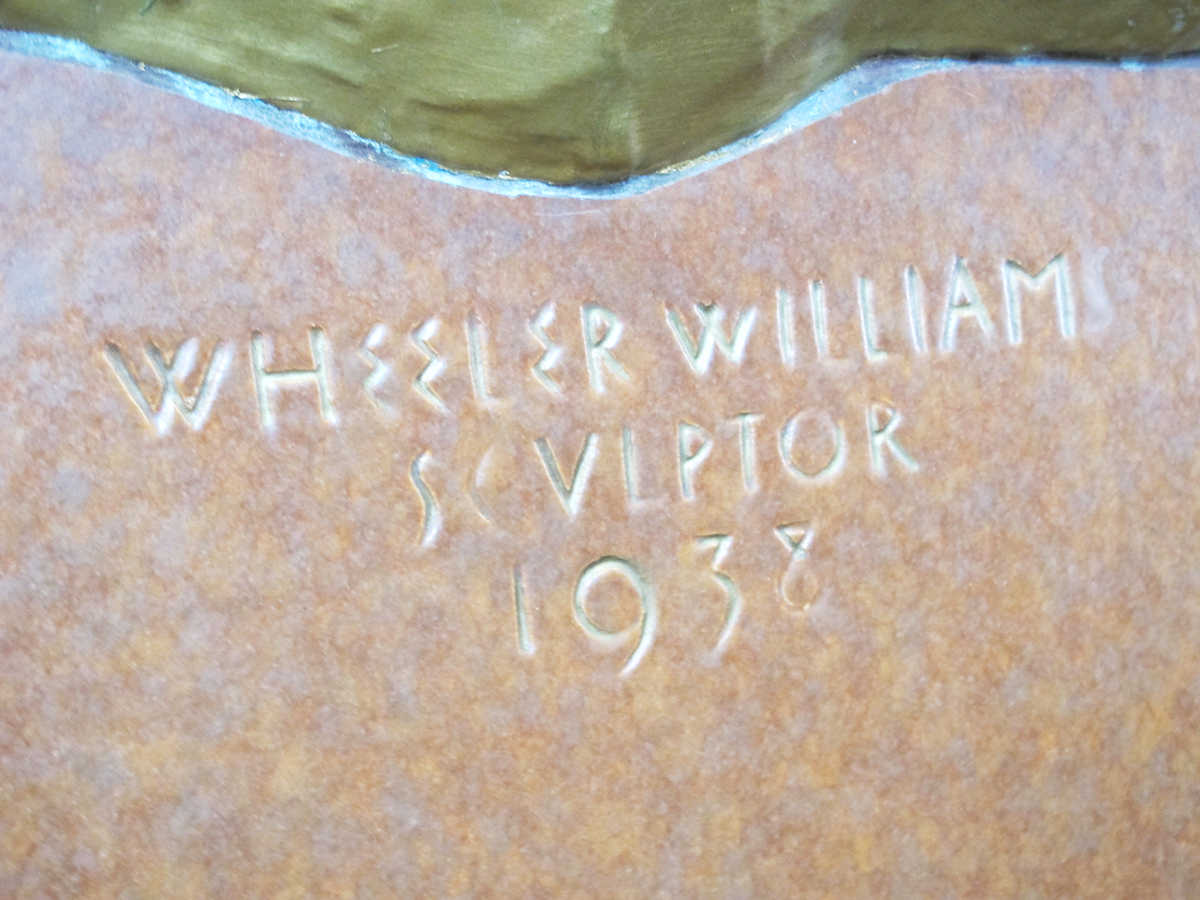 WHEELER WILLIAMS
SCVLPTOR
1938